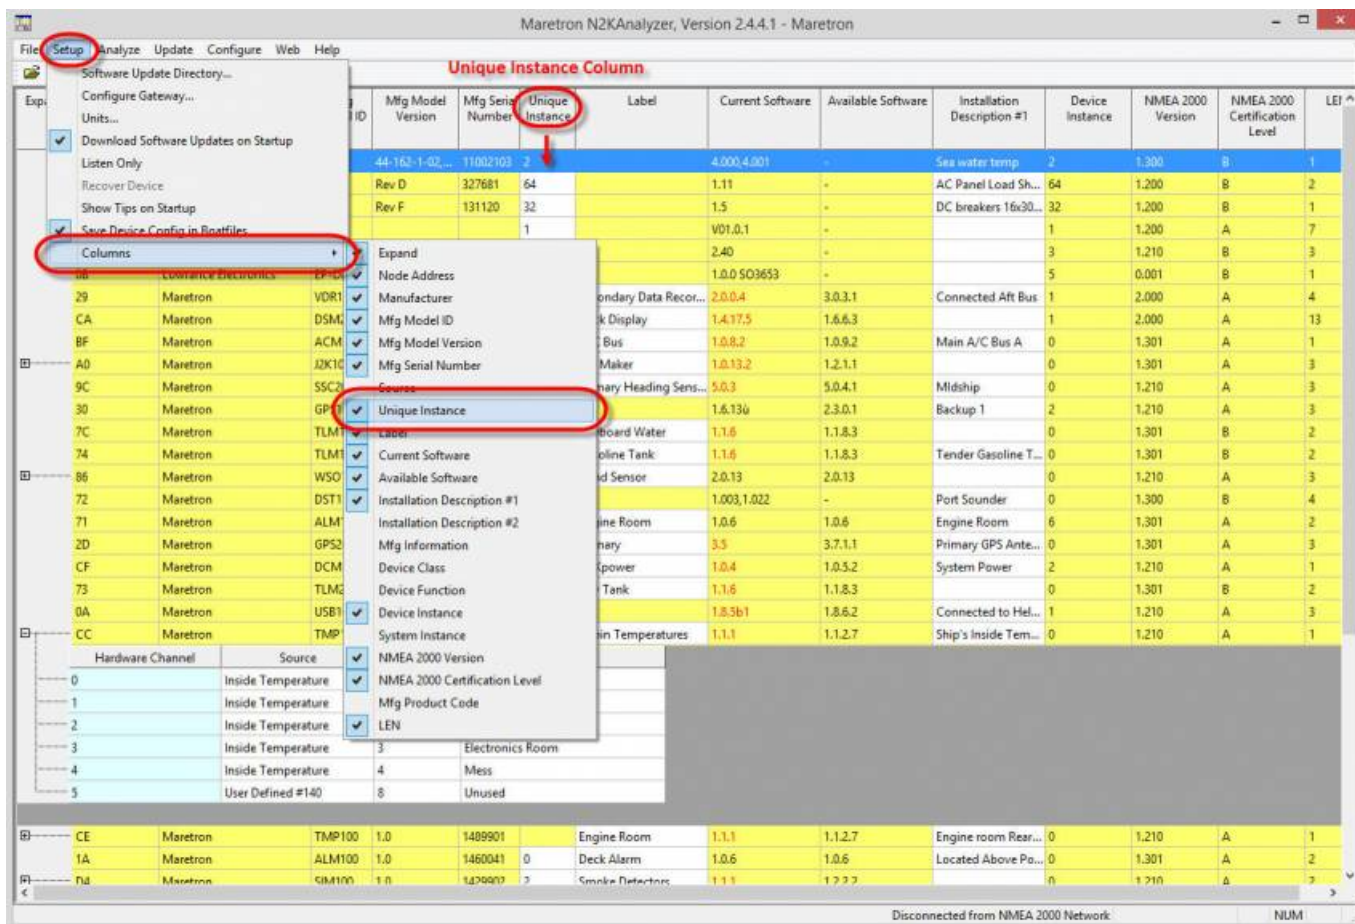 Maretron N2KAnalyzer, Version 2.4.4.1 - Maretron
File Setup Analyze Update Configure Web Help
Unique Instance Column
Mfg Model Version Mfg Serial Number Unique Instance Label Current Software Available Software Installation Description #1 Device Instance NMEA 2000 Version NMEA 2000 Certification Level
Software Update Directory...
Configure Gateway...
Units...
Download Software Updates on Startup
Listen Only
Recover Device
Show Tips on Startup
Save Device Config in Boatfiles
Columns
Expand
Node Address
Manufacturer
Mfg Model ID
Mfg Model Version
Mfg Serial Number
Source
Unique Instance
Label
Current Software
Available Software
Installation Description #1
Installation Description #2
Mfg Information
Device Class
Device Function
Device Instance
System Instance
NMEA 2000 Version
NMEA 2000 Certification Level
Mfg Product Code
LEN
44-162-1-02,... 11002103 2 4.000,4.001 - Sea water temp 2 1.300 B 1
Rev D 327681 64 1.11 - AC Panel Load Sh... 64 1.200 B 2
Rev F 131120 32 1.5 - DC breakers 16x30... 32 1.200 B 1
1 V01.0.1 - 1 1.200 A 7
2.40 - 3 1.210 B 3
Lowrance Electronics 1.0.0 SO3653 - 5 0.001 B 1
29 Maretron VDR1 Data Recor... 2.0.0.4 3.0.3.1 Connected Aft Bus 1 2.000 A 4
CA Maretron Display 1.4.17.5 1.6.6.3 1 2.000 A 13
BF Maretron ACM Bus 1.0.8.2 1.0.9.2 Main A/C Bus A 0 1.301 A 1
A0 Maretron J2K1 Maker 1.0.13.2 1.2.1.1 0 1.301 A 3
9C Maretron SSC2 Heading Sens... 5.0.3 5.0.4.1 MIdship 0 1.210 A 3
30 Maretron 2.3.0.1 Backup 1 2 1.210 A 3
7C Maretron TLM1 Water 1.1.6 1.1.8.3 0 1.301 B 2
74 Maretron TLM1 Tank 1.1.6 1.1.8.3 Tender Gasoline T... 0 1.301 B 2
86 Maretron WSO Sensor 2.0.13 2.0.13 0 1.210 A 3
72 Maretron DST1 1.003,1.022 - Port Sounder 0 1.300 B 4
71 Maretron ALM Room 1.0.6 1.0.6 Engine Room 6 1.301 A 2
2D Maretron GPS2 3.5 3.7.1.1 Primary GPS Ante... 0 1.301 A 3
CF Maretron DCM 1.0.4 1.0.5.2 System Power 2 1.210 A 1
73 Maretron TLM2 Tank 1.1.6 1.1.8.3 0 1.301 B 2
0A Maretron USB1 1.8.5b1 1.8.6.2 Connected to Hel... 1 1.210 A 3
CC Maretron TMP Temperatures 1.1.1 1.1.2.7 Ship's Inside Tem... 0 1.210 A 1
Hardware Channel Source
0 Inside Temperature
1 Inside Temperature
2 Inside Temperature
3 Inside Temperature 3 Electronics Room
4 Inside Temperature 4 Mess
5 User Defined #140 8 Unused
CE Maretron TMP100 1.0 1489901 Engine Room 1.1.1 1.1.2.7 Engine room Rear... 0 1.210 A 1
1A Maretron ALM100 1.0 1460041 0 Deck Alarm 1.0.6 1.0.6 Located Above Po... 0 1.301 A 2
D4 Maretron SIM100 1.0 1429902 2 Smoke Detectors 1.1.1 1.2.2.2 0 1.210 A 2
Disconnected from NMEA 2000 Network NUM